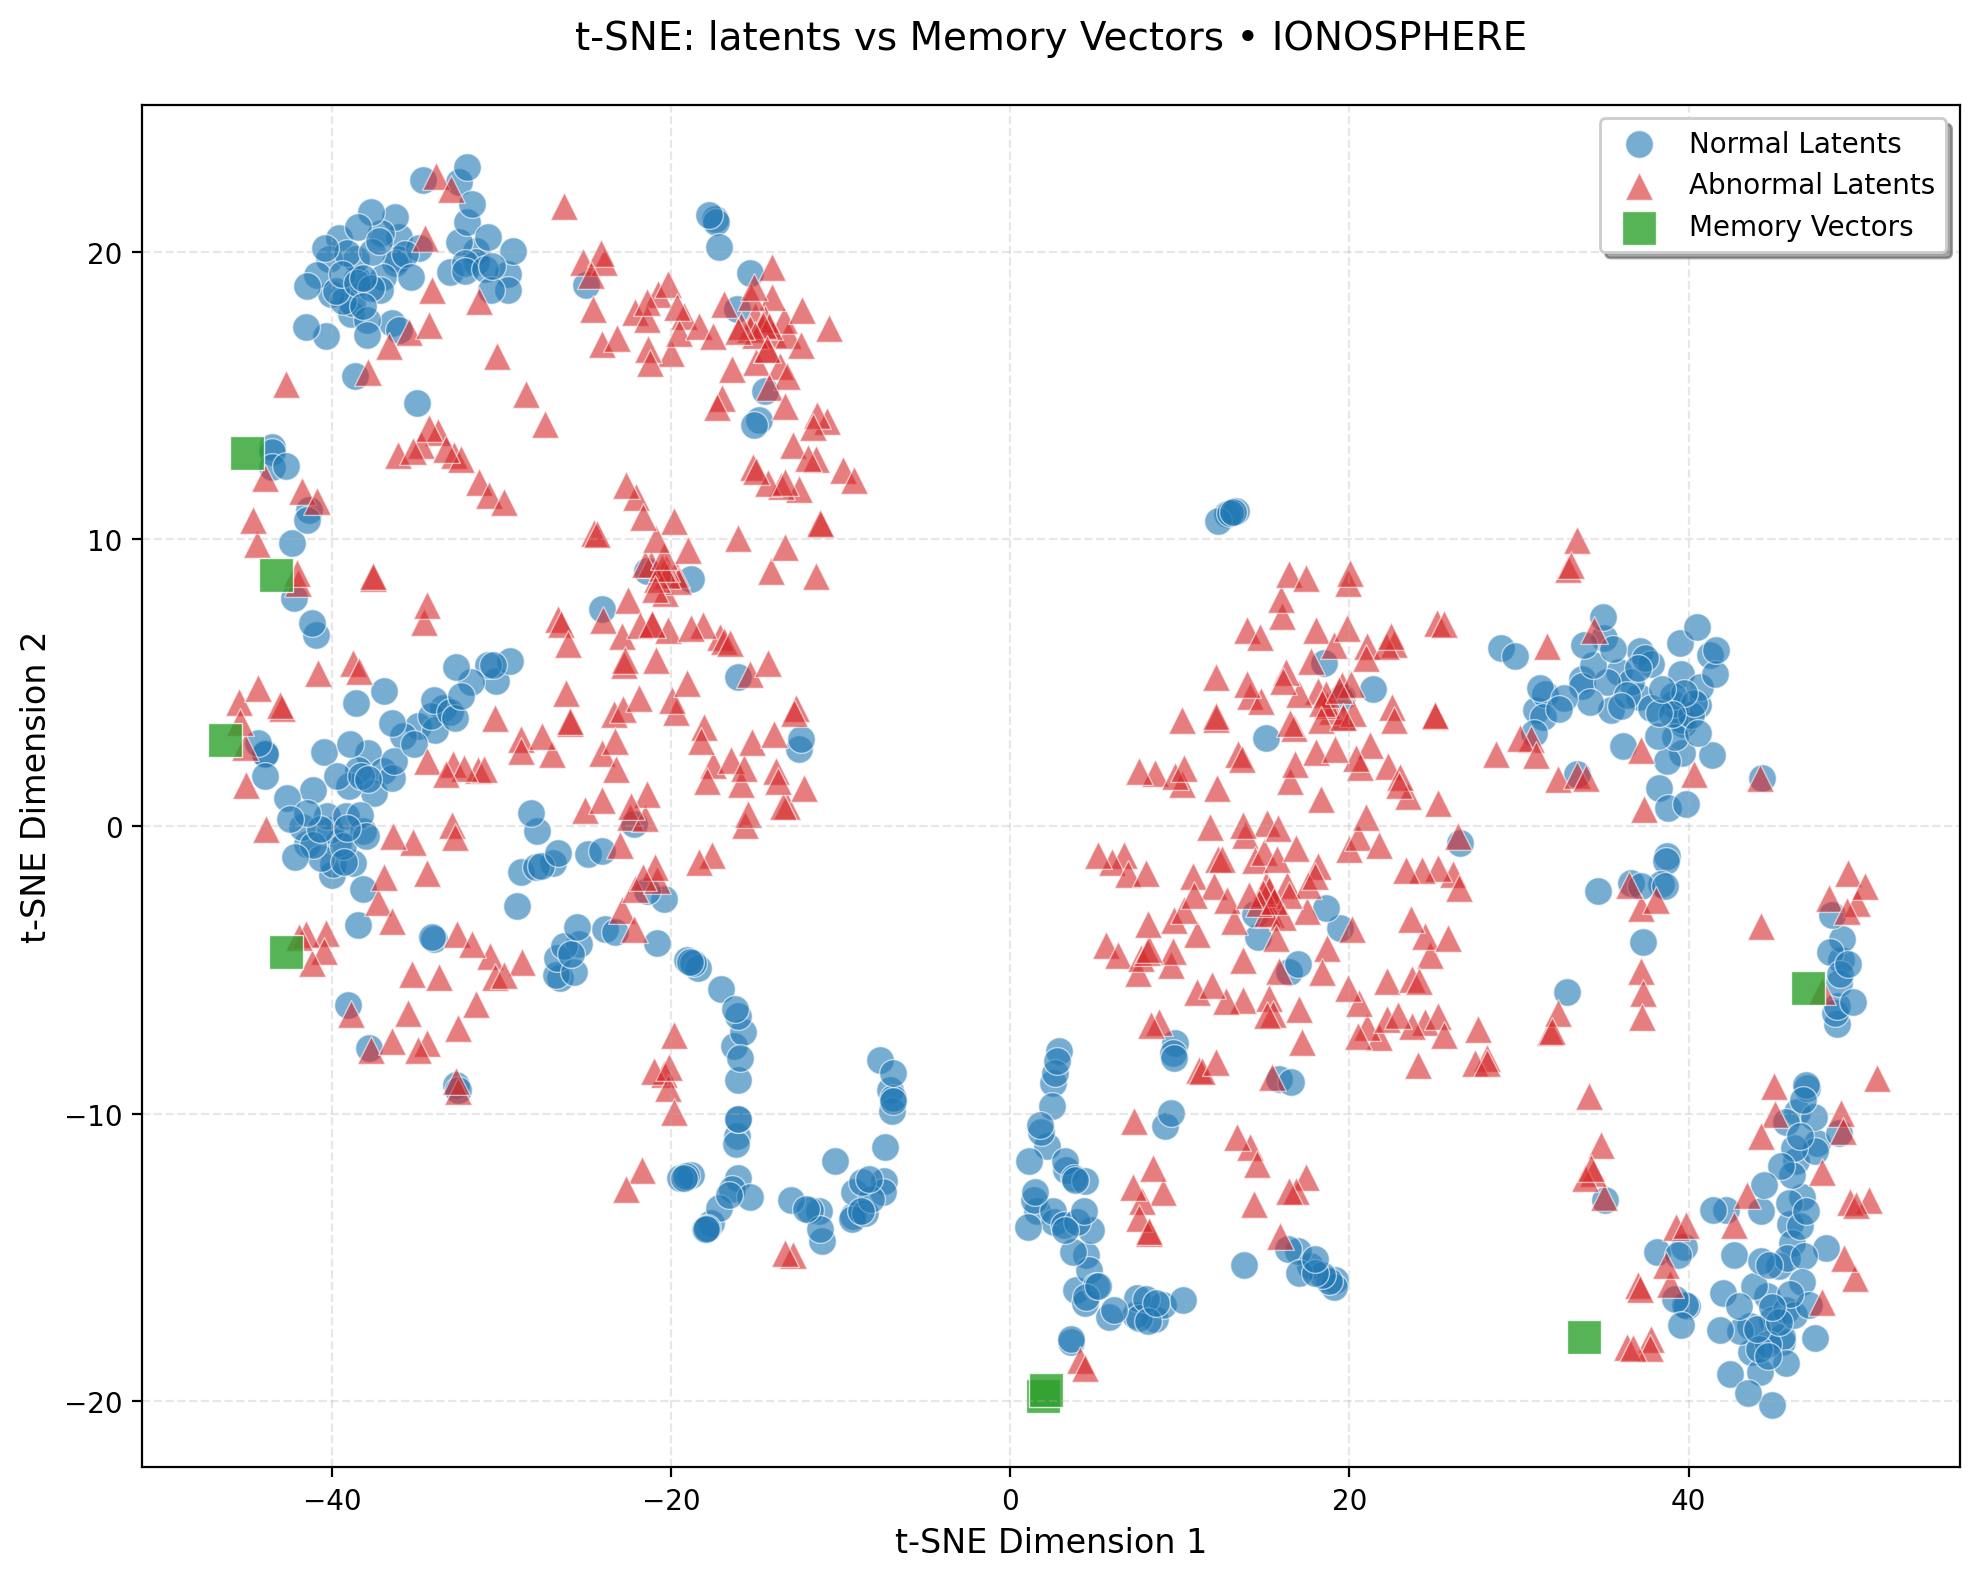 t-SNE: latents vs Memory Vectors • IONOSPHERE
Normal Latents
Abnormal Latents
Memory Vectors
t-SNE Dimension 2
20
10
0
−10
−20
−40
−20
0
20
40
t-SNE Dimension 1